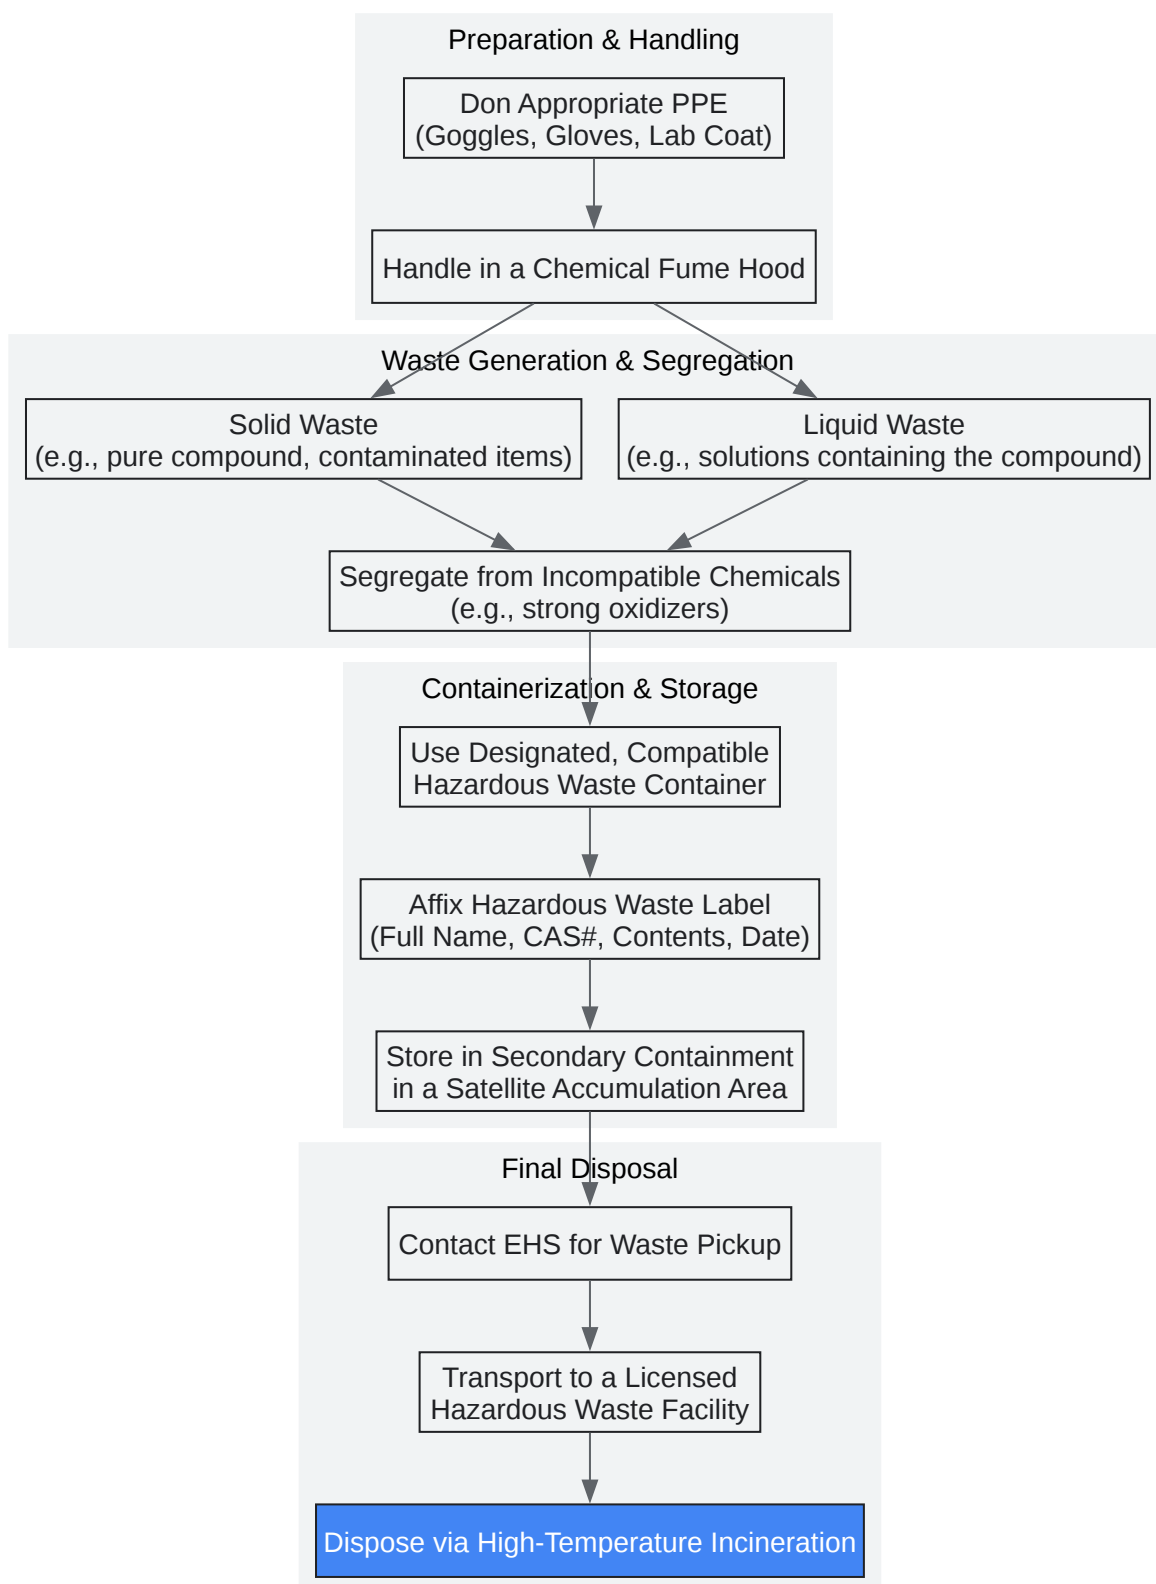 Preparation & Handling
Don Appropriate PPE
(Goggles, Gloves, Lab Coat)
Handle in a Chemical Fume Hood
Waste Generation & Segregation
Solid Waste
(e.g., pure compound, contaminated items)
Liquid Waste
(e.g., solutions containing the compound)
Segregate from Incompatible Chemicals
(e.g., strong oxidizers)
Containerization & Storage
Use Designated, Compatible
Hazardous Waste Container
Affix Hazardous Waste Label
(Full Name, CAS#, Contents, Date)
Store in Secondary Containment
in a Satellite Accumulation Area
Final Disposal
Contact EHS for Waste Pickup
Transport to a Licensed
Hazardous Waste Facility
Dispose via High-Temperature Incineration